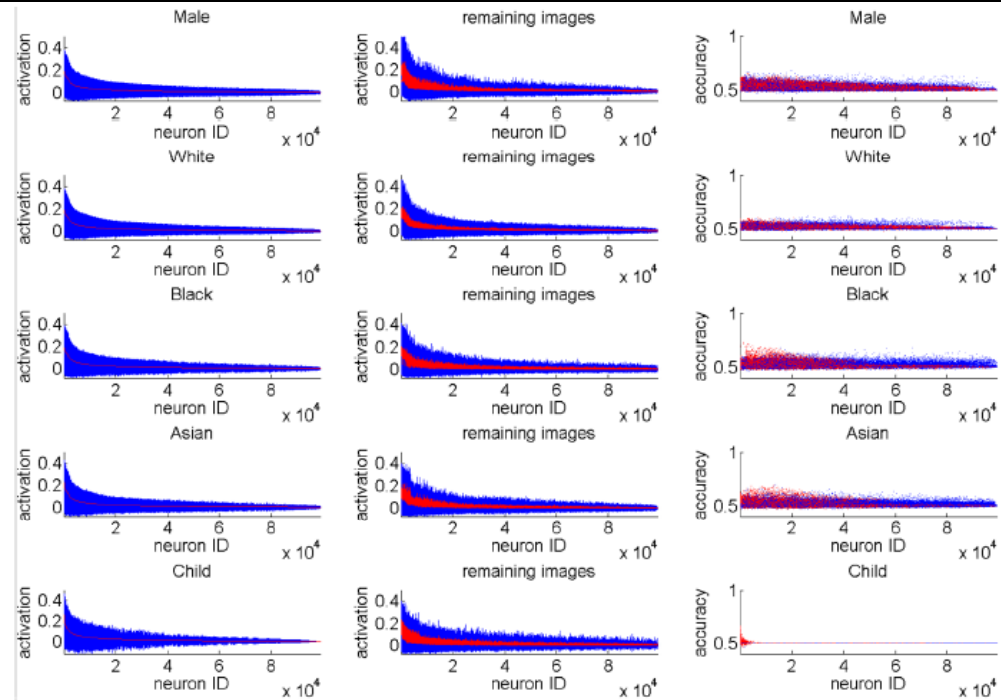 Male remaining images Male
activation 0.4 0.2 0 activation 0.4 0.2 0 accuracy 1 0.5
2 4 6 8 2 4 6 8 2 4 6 8
neuron ID x 10^4 neuron ID x 10^4 neuron ID x 10^4
White remaining images White
activation 0.4 0.2 0 activation 0.4 0.2 0 accuracy 1 0.5
2 4 6 8 2 4 6 8 2 4 6 8
neuron ID x 10^4 neuron ID x 10^4 neuron ID x 10^4
Black remaining images Black
activation 0.4 0.2 0 activation 0.4 0.2 0 accuracy 1 0.5
2 4 6 8 2 4 6 8 2 4 6 8
neuron ID x 10^4 neuron ID x 10^4 neuron ID x 10^4
Asian remaining images Asian
activation 0.4 0.2 0 activation 0.4 0.2 0 accuracy 1 0.5
2 4 6 8 2 4 6 8 2 4 6 8
neuron ID x 10^4 neuron ID x 10^4 neuron ID x 10^4
Child remaining images Child
activation 0.4 0.2 0 activation 0.4 0.2 0 accuracy 1 0.5
2 4 6 8 2 4 6 8 2 4 6 8
neuron ID x 10^4 neuron ID x 10^4 neuron ID x 10^4